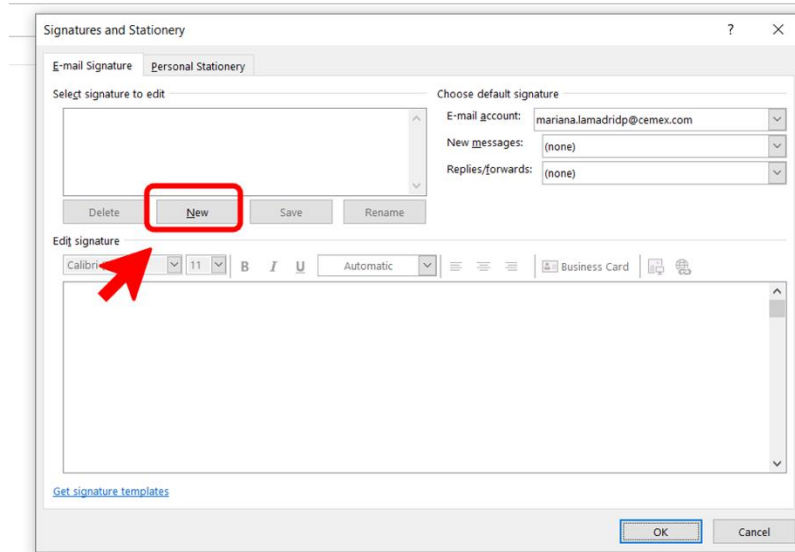 Signatures and Stationery ? ×
E-mail Signature Personal Stationery
Select signature to edit
Choose default signature
E-mail account: mariana.lamadridp@cemex.com
New messages: (none)
Replies/forwards: (none)
Delete New Save Rename
Edit signature
Calibri 11 B I U Automatic Business Card
Get signature templates
OK Cancel